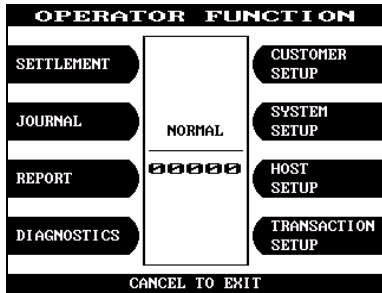 OPERATOR FUNCTION
SETTLEMENT
JOURNAL
REPORT
DIAGNOSTICS
NORMAL
00000
CUSTOMER
SETUP
SYSTEM
SETUP
HOST
SETUP
TRANSACTION
SETUP
CANCEL TO EXIT